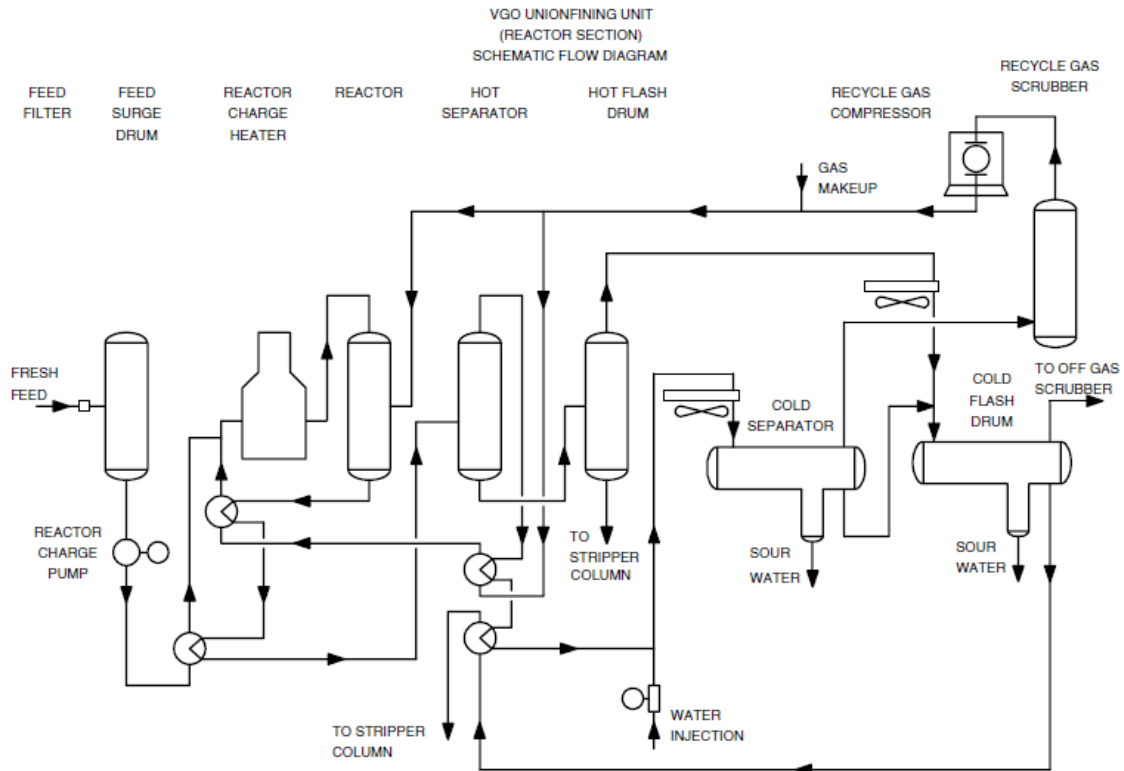 VGO UNIONFINING UNIT
(REACTOR SECTION)
SCHEMATIC FLOW DIAGRAM
FEED
FILTER
FEED
SURGE
DRUM
REACTOR
CHARGE
HEATER
REACTOR
HOT
SEPARATOR
HOT FLASH
DRUM
RECYCLE GAS
COMPRESSOR
RECYCLE GAS
SCRUBBER
GAS
MAKEUP
FRESH
FEED
TO OFF GAS
SCRUBBER
COLD
SEPARATOR
COLD
FLASH
DRUM
REACTOR
CHARGE
PUMP
TO
STRIPPER
COLUMN
SOUR
WATER
SOUR
WATER
TO STRIPPER
COLUMN
WATER
INJECTION